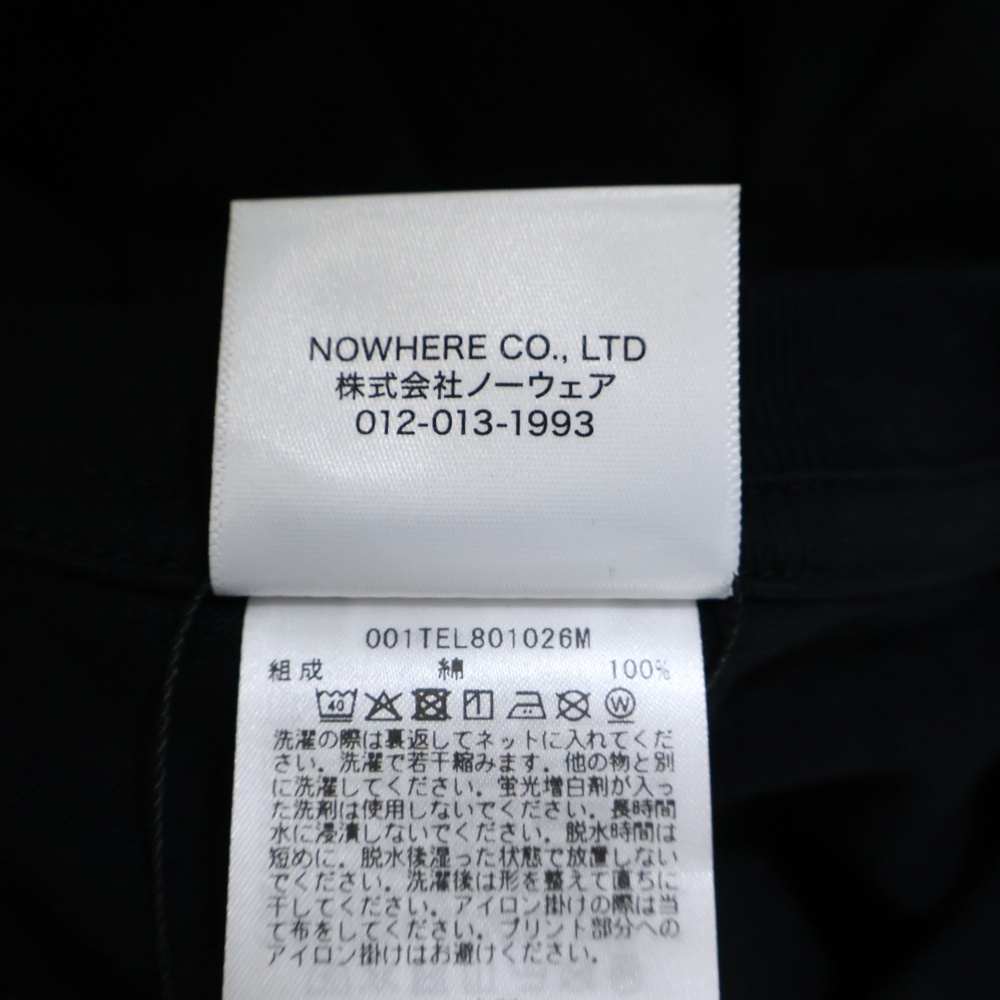 NOWHERE CO., LTD
株式会社ノーウェア
012-013-1993
001TEL801026M
組成 綿 100%
40 W
洗濯の際は裏返してネットに入れてくだ
さい。洗濯で若干縮みます。他の物と別
に洗濯してください。蛍光増白剤が入っ
た洗剤は使用しないでください。長時間
水に浸漬しないでください。脱水時間は
短めに。脱水後湿った状態で放置しない
でください。洗濯後は形を整えて直ちに
干してください。アイロン掛けの際は当
て布をしてください。プリント部分への
アイロン掛けはお避けください。